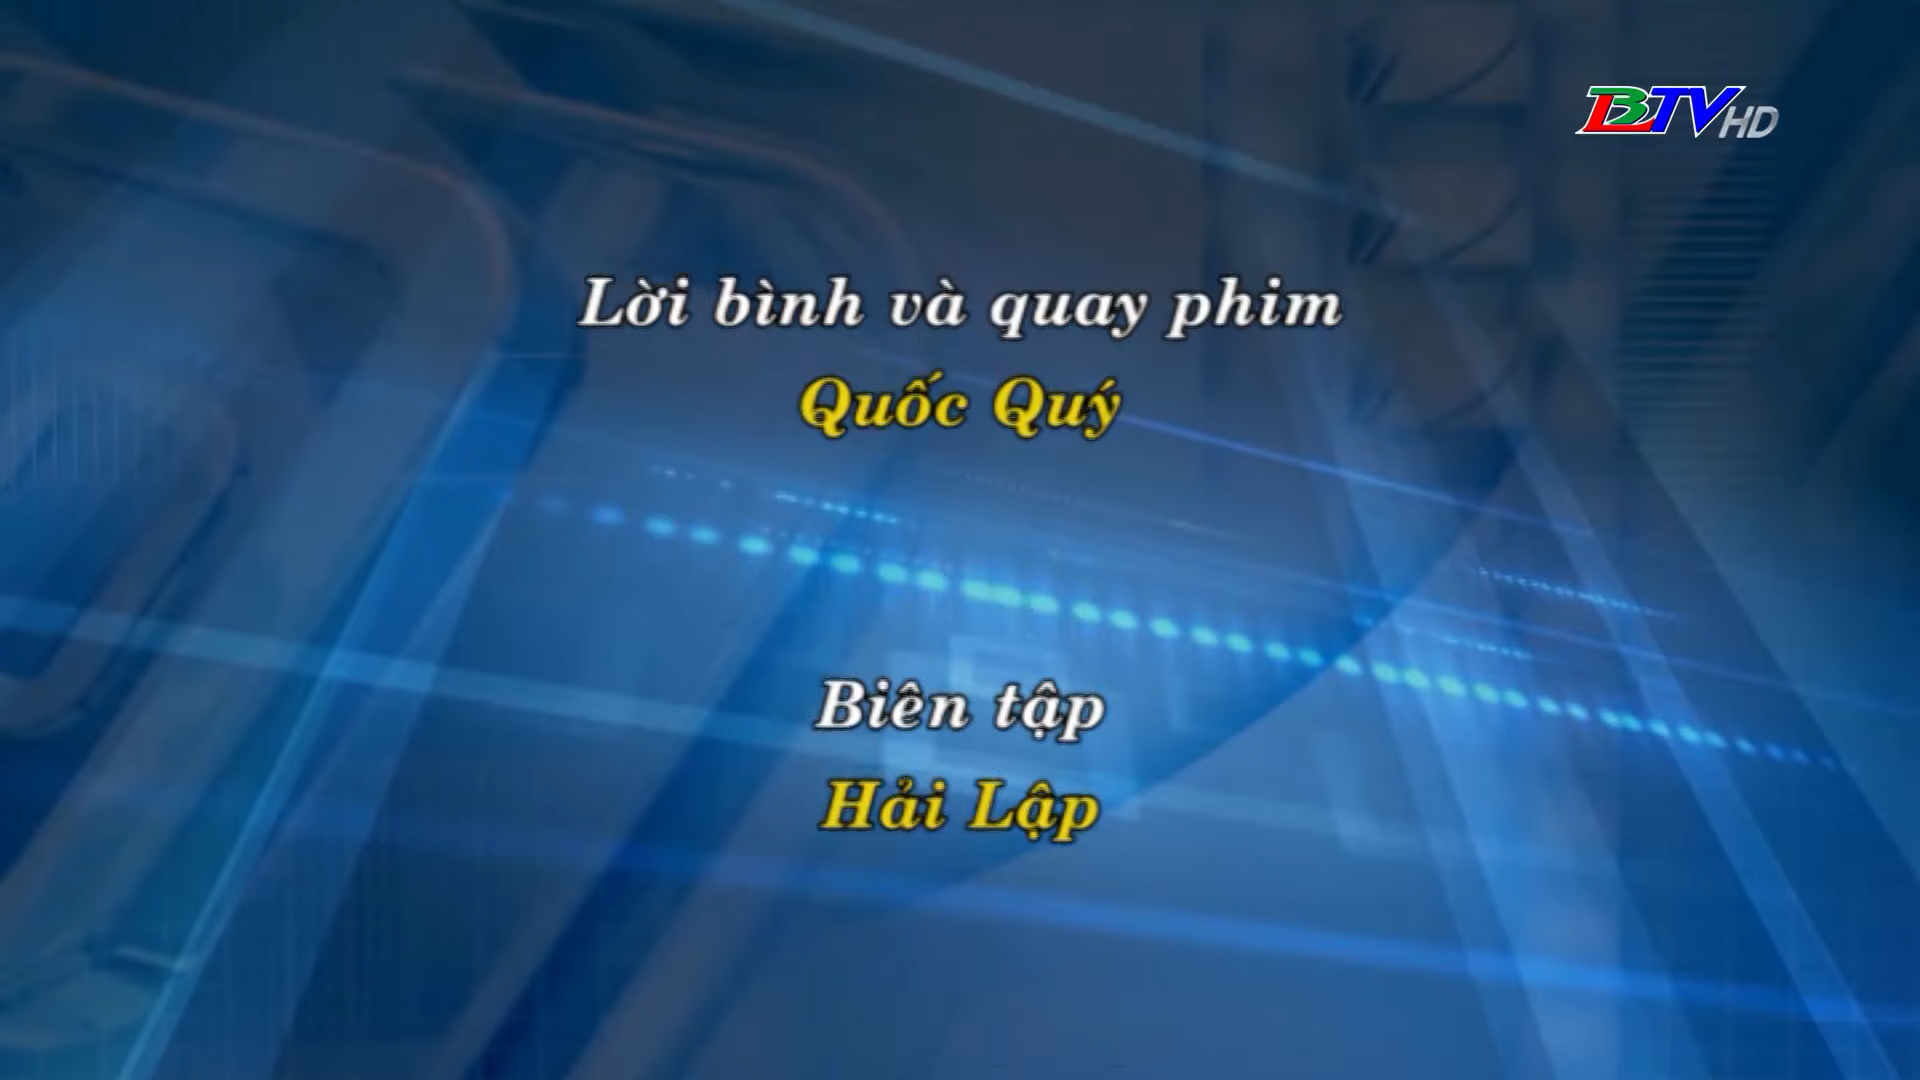 BTV HD
Lời bình và quay phim
Quốc Quý
Biên tập
Hải Lập